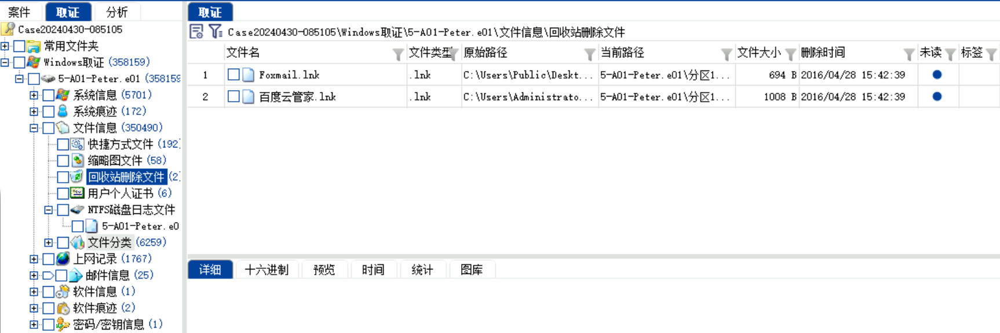 案件 取证 分析
Case20240430-085105
常用文件夹
Windows取证 (358159)
5-A01-Peter.e01 (358159
系统信息 (5701)
系统痕迹 (172)
文件信息 (350490)
快捷方式文件 (192)
缩略图文件 (58)
回收站删除文件 (2)
用户个人证书 (6)
NTFS磁盘日志文件
5-A01-Peter.e0
文件分类 (6259)
上网记录 (1767)
邮件信息 (25)
软件信息 (1)
软件痕迹 (2)
密码/密钥信息 (1)
取证
Case20240430-085105\Windows取证\5-A01-Peter.e01\文件信息\回收站删除文件
文件名 文件类型 原始路径 当前路径 文件大小 删除时间 未读 标签
1 Foxmail.lnk .lnk C:\Users\Public\Deskt... 5-A01-Peter.e01\分区1... 694 B 2016/04/28 15:42:39
2 百度云管家.lnk .lnk C:\Users\Administrato... 5-A01-Peter.e01\分区1... 1008 B 2016/04/28 15:42:39
详细 十六进制 预览 时间 统计 图库